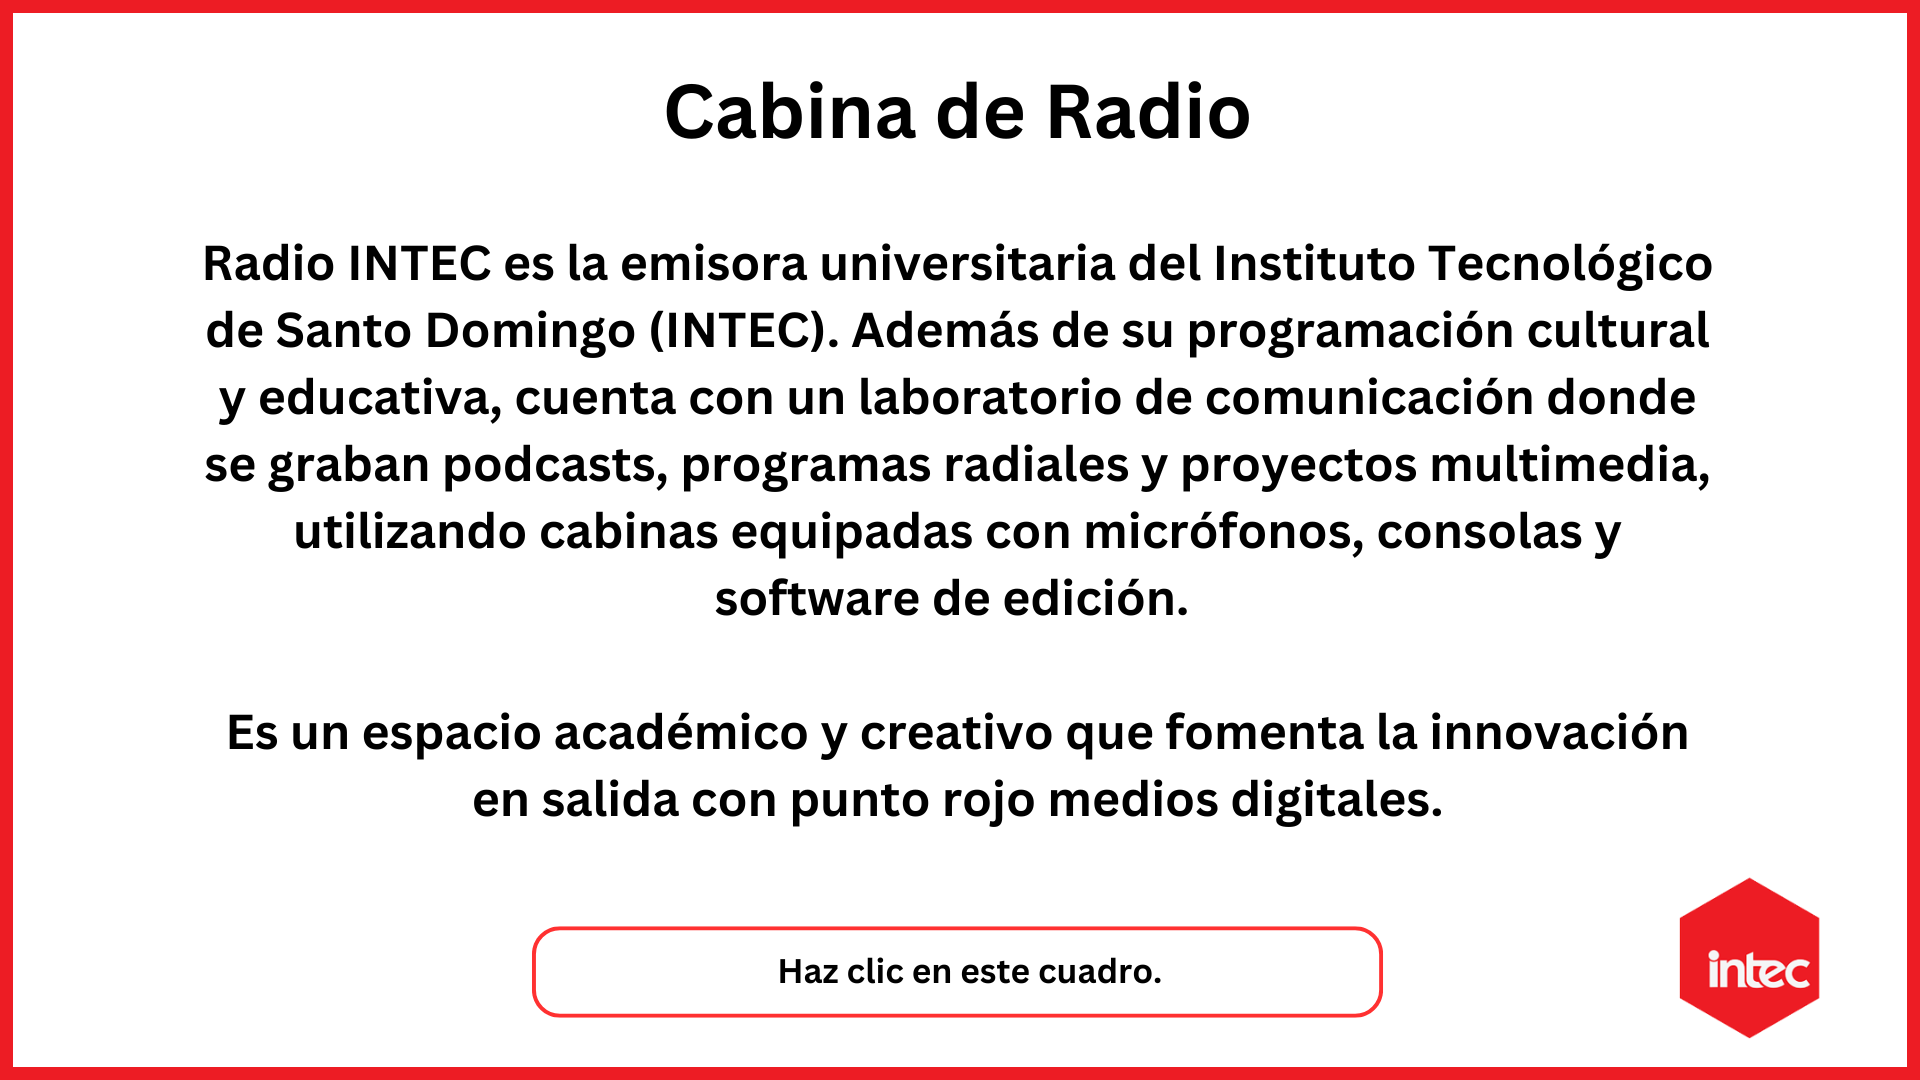 Cabina de Radio
Radio INTEC es la emisora universitaria del Instituto Tecnológico
de Santo Domingo (INTEC). Además de su programación cultural
y educativa, cuenta con un laboratorio de comunicación donde
se graban podcasts, programas radiales y proyectos multimedia,
utilizando cabinas equipadas con micrófonos, consolas y
software de edición.
Es un espacio académico y creativo que fomenta la innovación
en salida con punto rojo medios digitales.
Haz clic en este cuadro.
intec